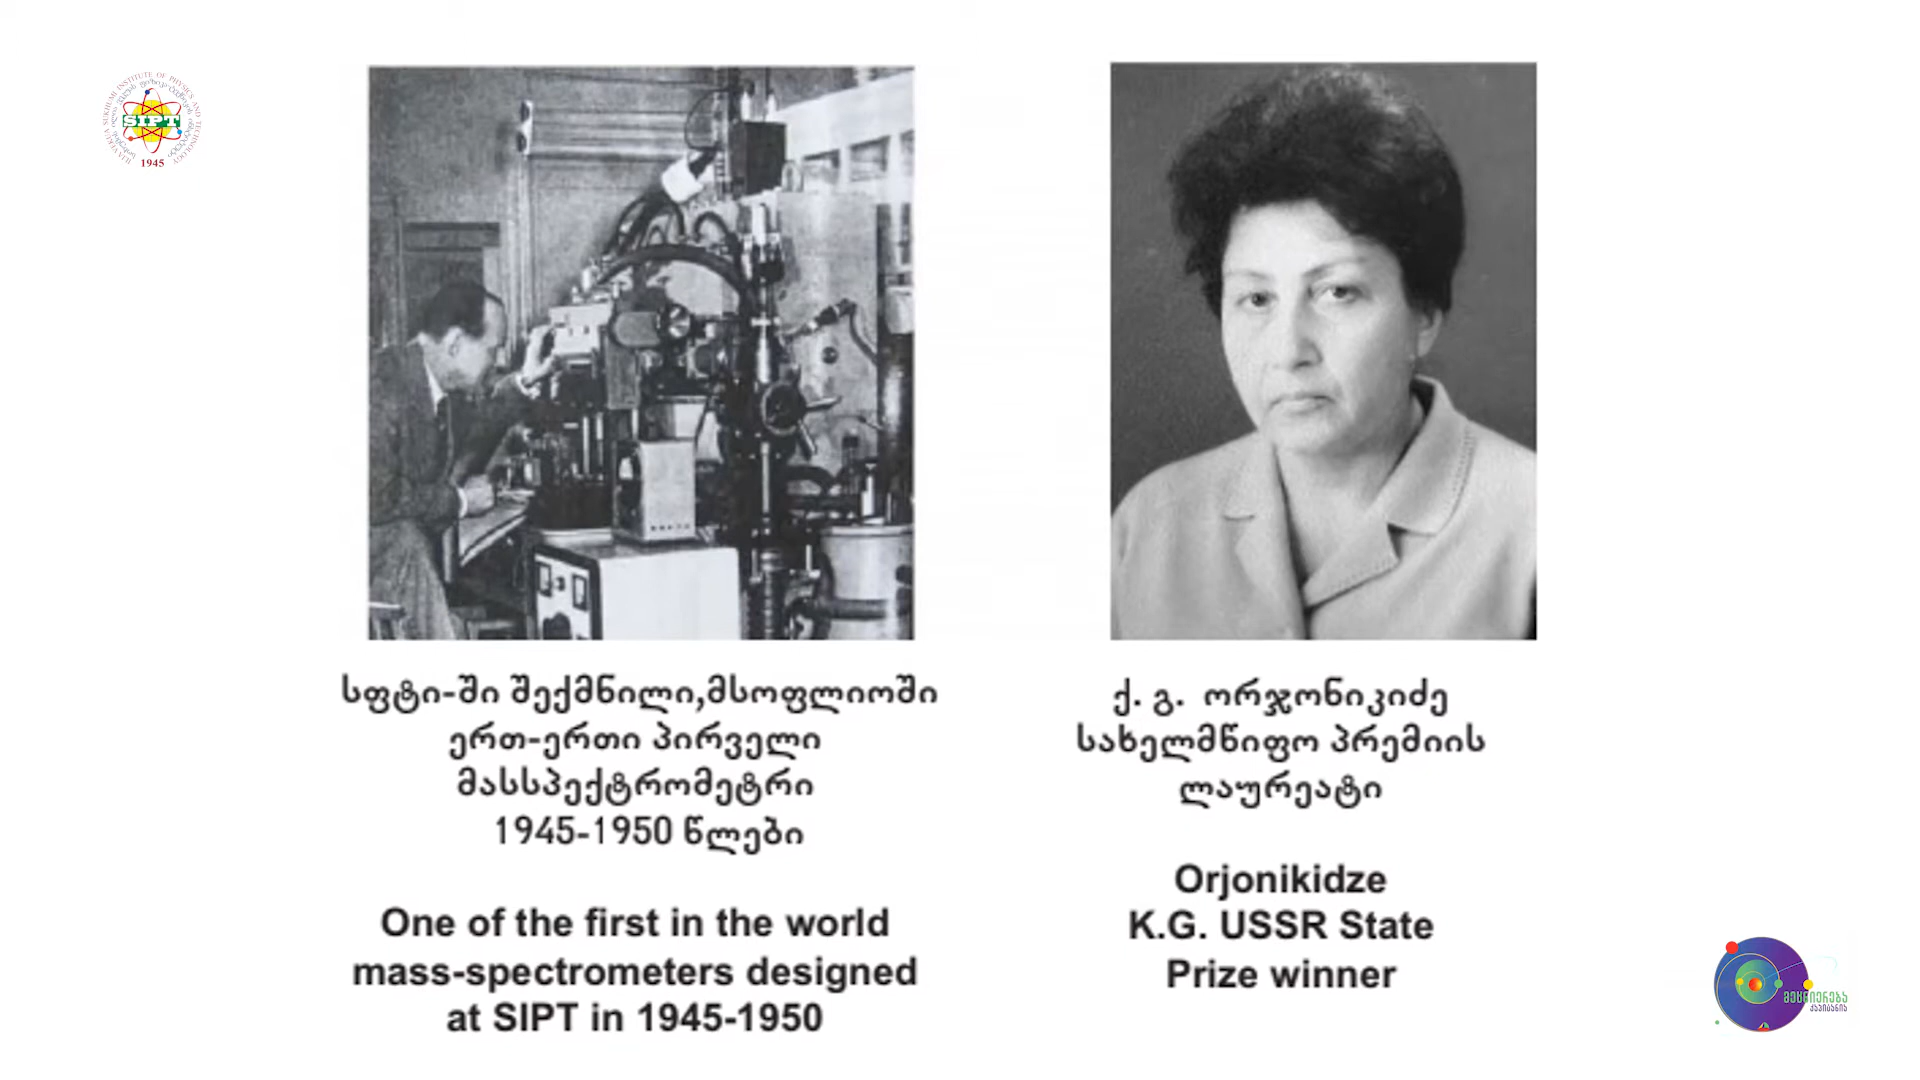 SIPT
1945
სფტი-ში შექმნილი,მსოფლიოში
ერთ-ერთი პირველი
მასსპექტრომეტრი
1945-1950 წლები
One of the first in the world
mass-spectrometers designed
at SIPT in 1945-1950
ქ. გ. ორჯონიკიძე
სახელმწიფო პრემიის
ლაურეატი
Orjonikidze
K.G. USSR State
Prize winner
მეცნიერება